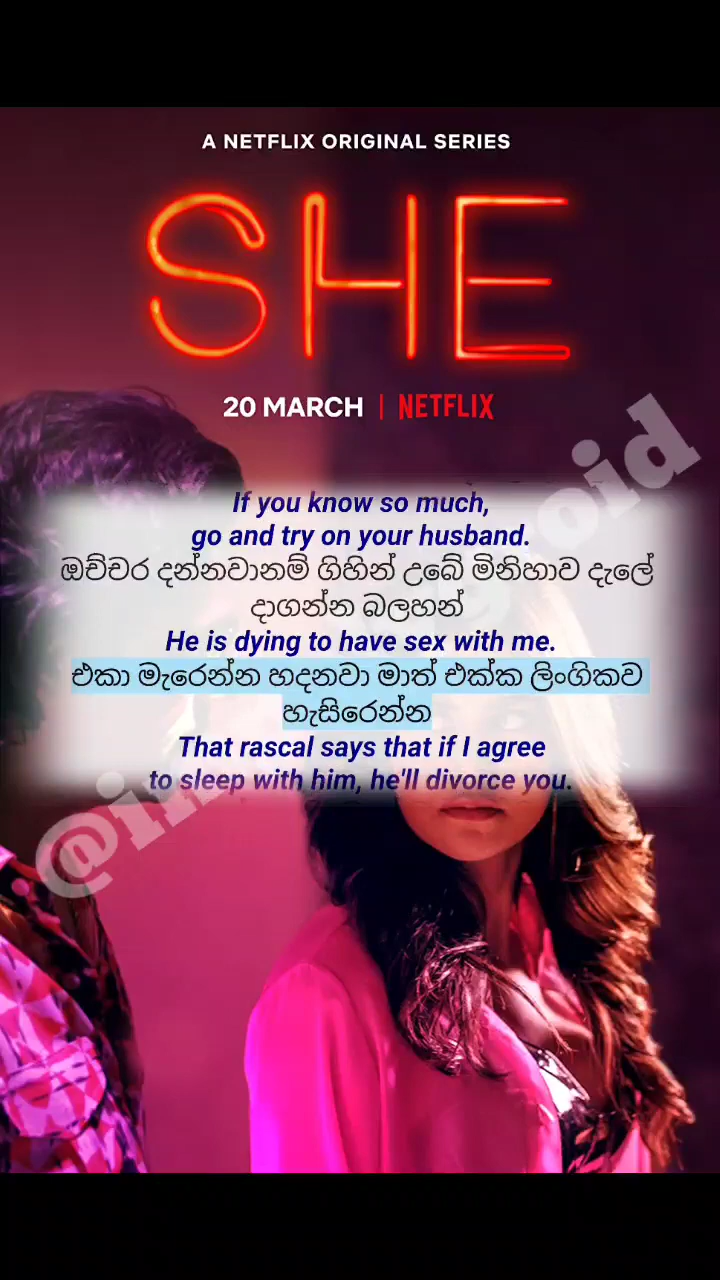 A NETFLIX ORIGINAL SERIES
SHE
20 MARCH | NETFLIX
If you know so much,
go and try on your husband.
ඔච්චර දන්නවානම් ගිහින් උබේ මිනිහාව දැලේ
දාගන්න බලහන්
He is dying to have sex with me.
එකා මැරෙන්න හදනවා මාත් එක්ක ලිංගිකව
හැසිරෙන්න
That rascal says that if I agree
to sleep with him, he'll divorce you.